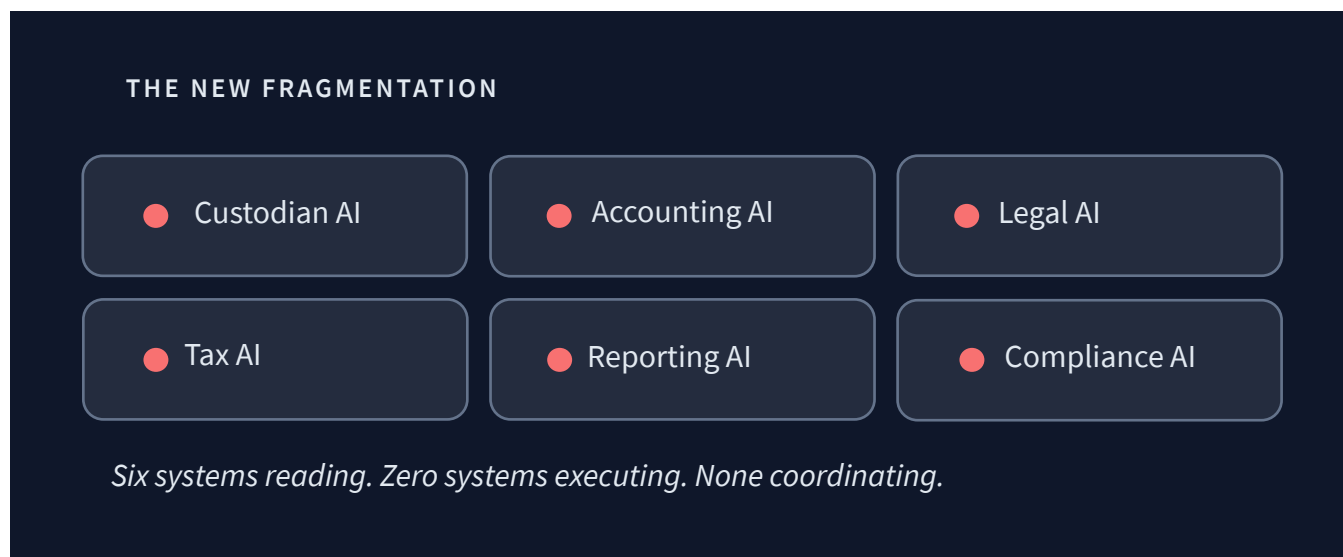 THE NEW FRAGMENTATION
Custodian AI
Accounting AI
Legal AI
Tax AI
Reporting AI
Compliance AI
Six systems reading. Zero systems executing. None coordinating.